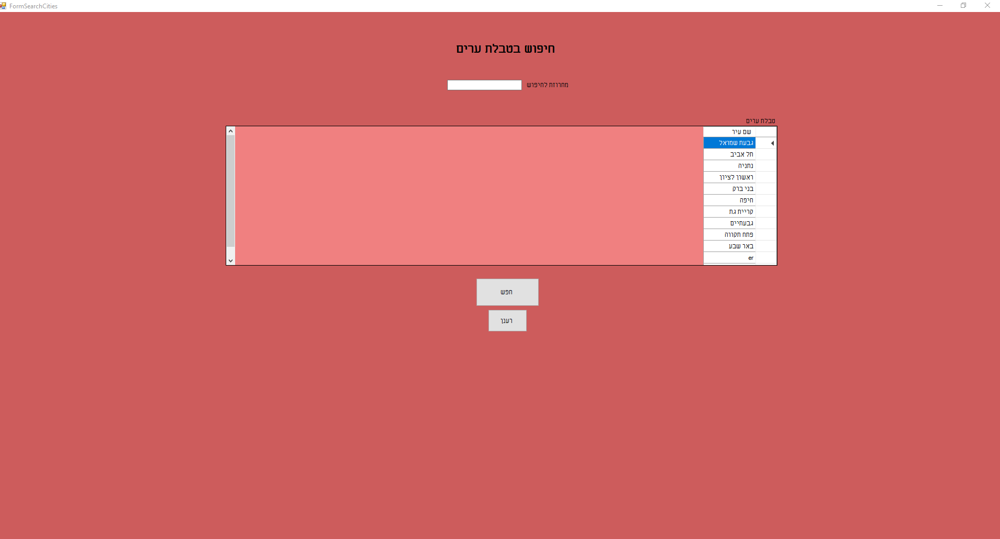 FormSearchCities
חיפוש בטבלת ערים
מחרוזת לחיפוש
טבלת ערים
שם עיר
גבעת שמואל
תל אביב
נתניה
ראשון לציון
בני ברק
חיפה
קריית גת
גבעתיים
פתח תקווה
באר שבע
er
חפש
רענן